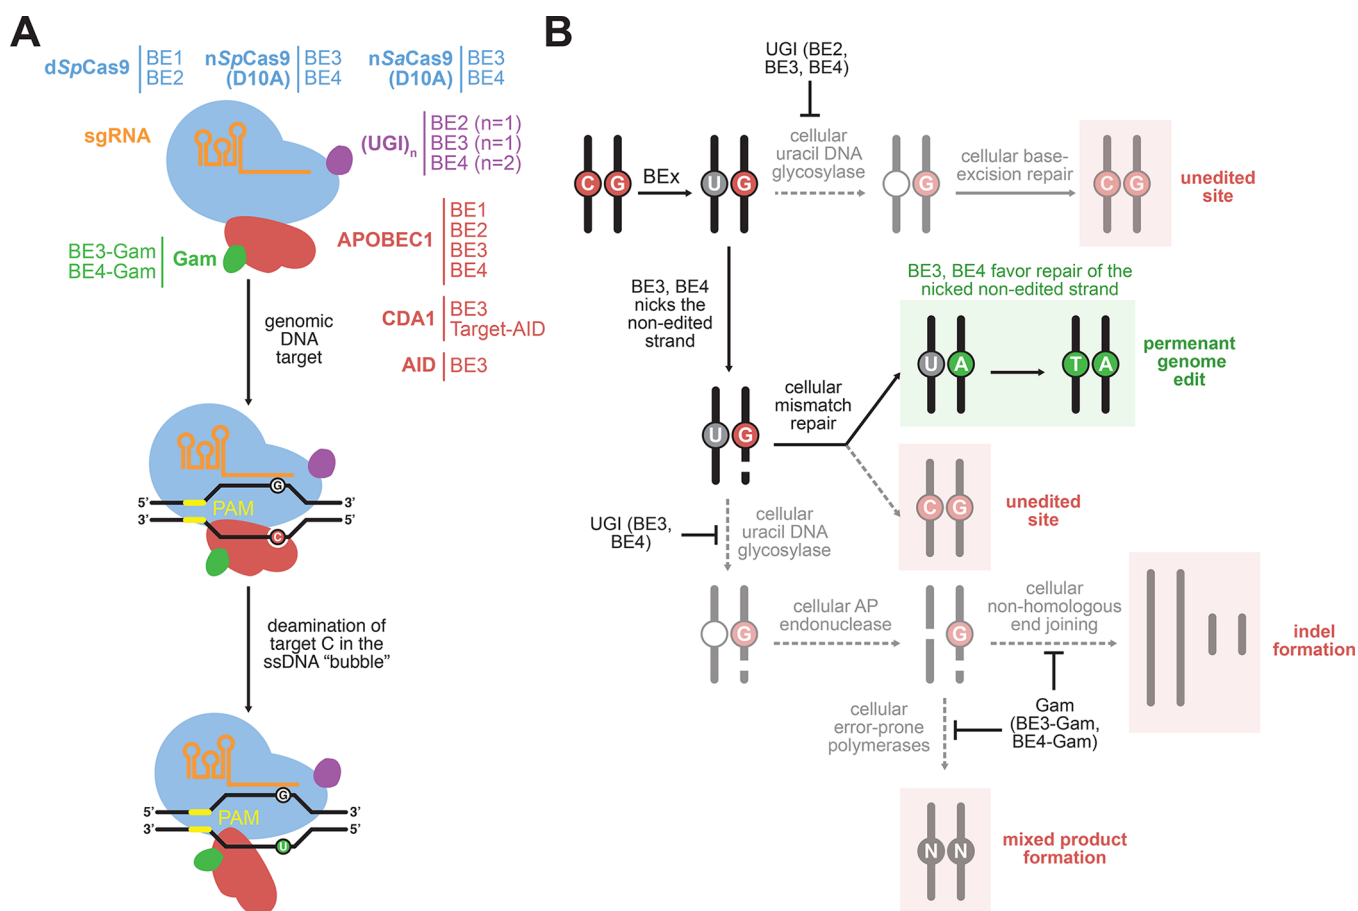 A
dSpCas9
BE1
BE2
nSpCas9
(D10A)
BE3
BE4
nSaCas9
(D10A)
BE3
BE4
sgRNA
(UGI)n
BE2 (n=1)
BE3 (n=1)
BE4 (n=2)
APOBEC1
BE1
BE2
BE3
BE4
BE3-Gam
BE4-Gam
Gam
CDA1
BE3
Target-AID
AID
BE3
genomic
DNA
target
G
5’
3’
PAM
3’
5’
C
deamination of
target C in the
ssDNA “bubble”
G
5’
3’
PAM
3’
5’
U
B
UGI (BE2,
BE3, BE4)
C G
BEx
U G
cellular
uracil DNA
glycosylase
G
cellular base-
excision repair
C G
unedited
site
BE3, BE4
nicks the
non-edited
strand
BE3, BE4 favor repair of the
nicked non-edited strand
U A
T A
permenant
genome
edit
U G
cellular
mismatch
repair
C G
unedited
site
UGI (BE3,
BE4)
cellular
uracil DNA
glycosylase
G
cellular AP
endonuclease
G
cellular
non-homologous
end joining
indel
formation
cellular
error-prone
polymerases
Gam
(BE3-Gam,
BE4-Gam)
N N
mixed product
formation